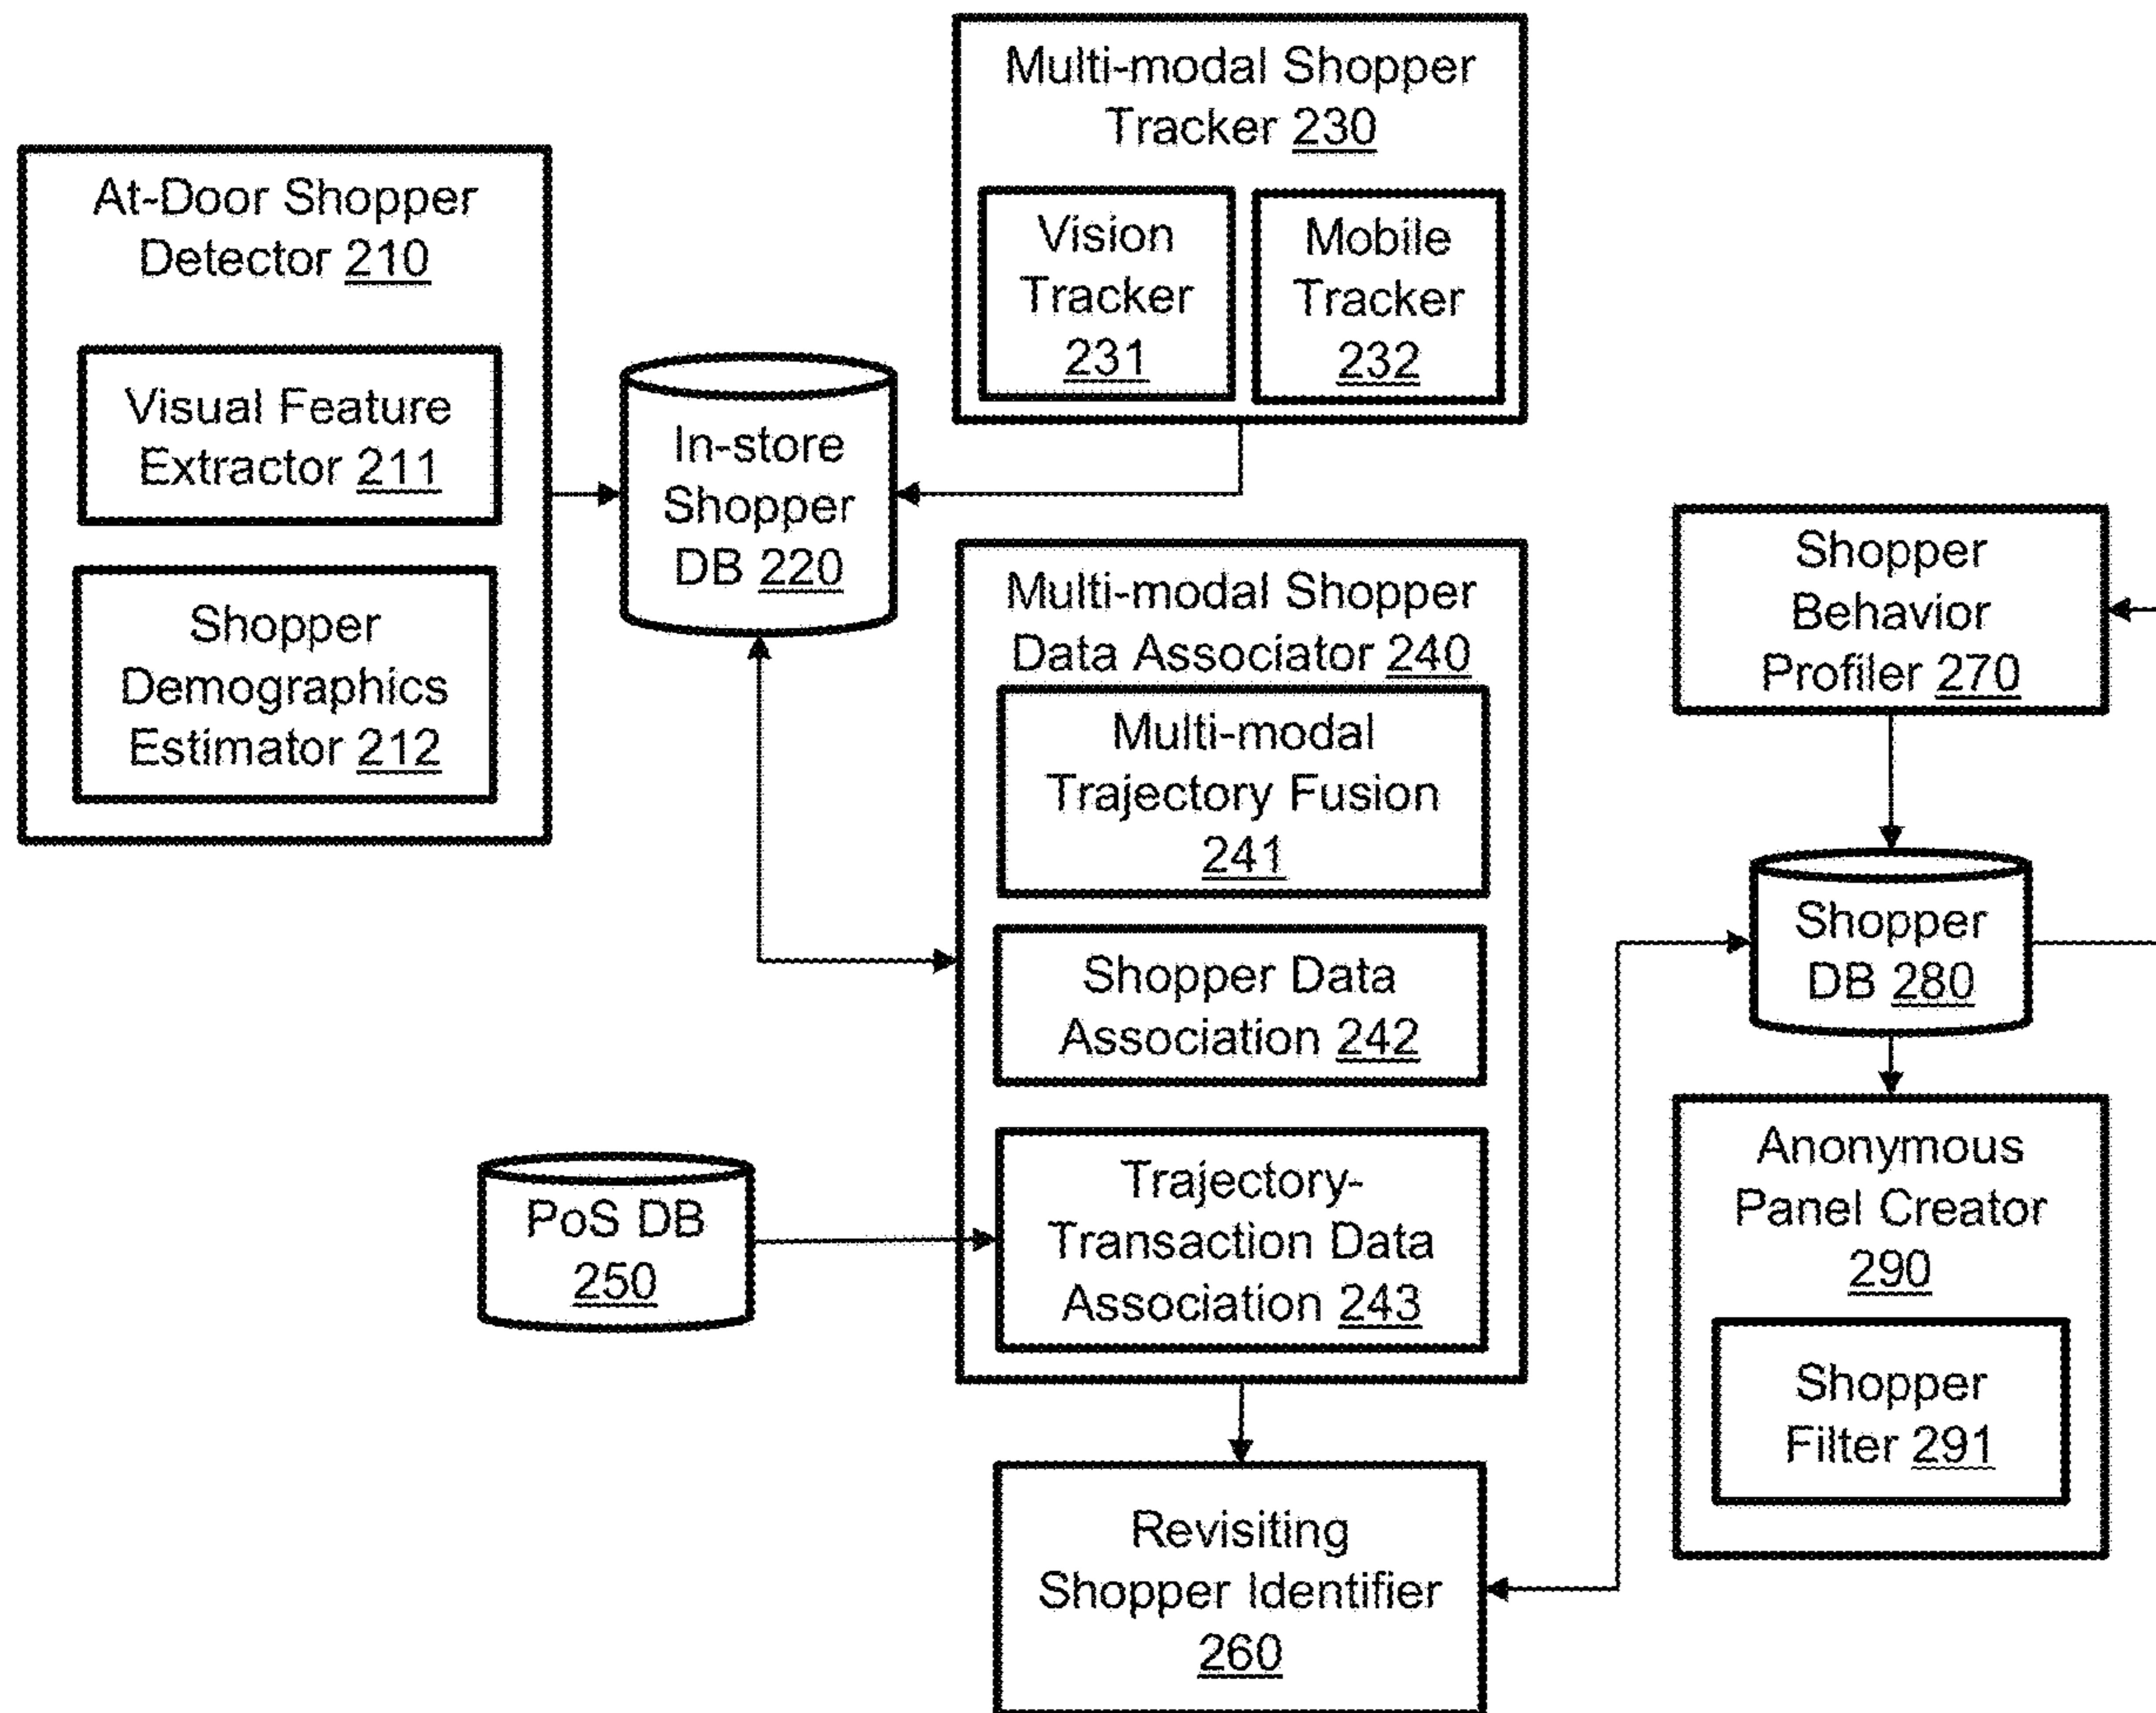 Multi-modal Shopper
Tracker 230
Vision
Tracker
231
Mobile
Tracker
232
At-Door Shopper
Detector 210
Visual Feature
Extractor 211
Shopper
Demographics
Estimator 212
In-store
Shopper
DB 220
Multi-modal Shopper
Data Associator 240
Multi-modal
Trajectory Fusion
241
Shopper Data
Association 242
Trajectory-
Transaction Data
Association 243
PoS DB
250
Revisiting
Shopper Identifier
260
Shopper
Behavior
Profiler 270
Shopper
DB 280
Anonymous
Panel Creator
290
Shopper
Filter 291